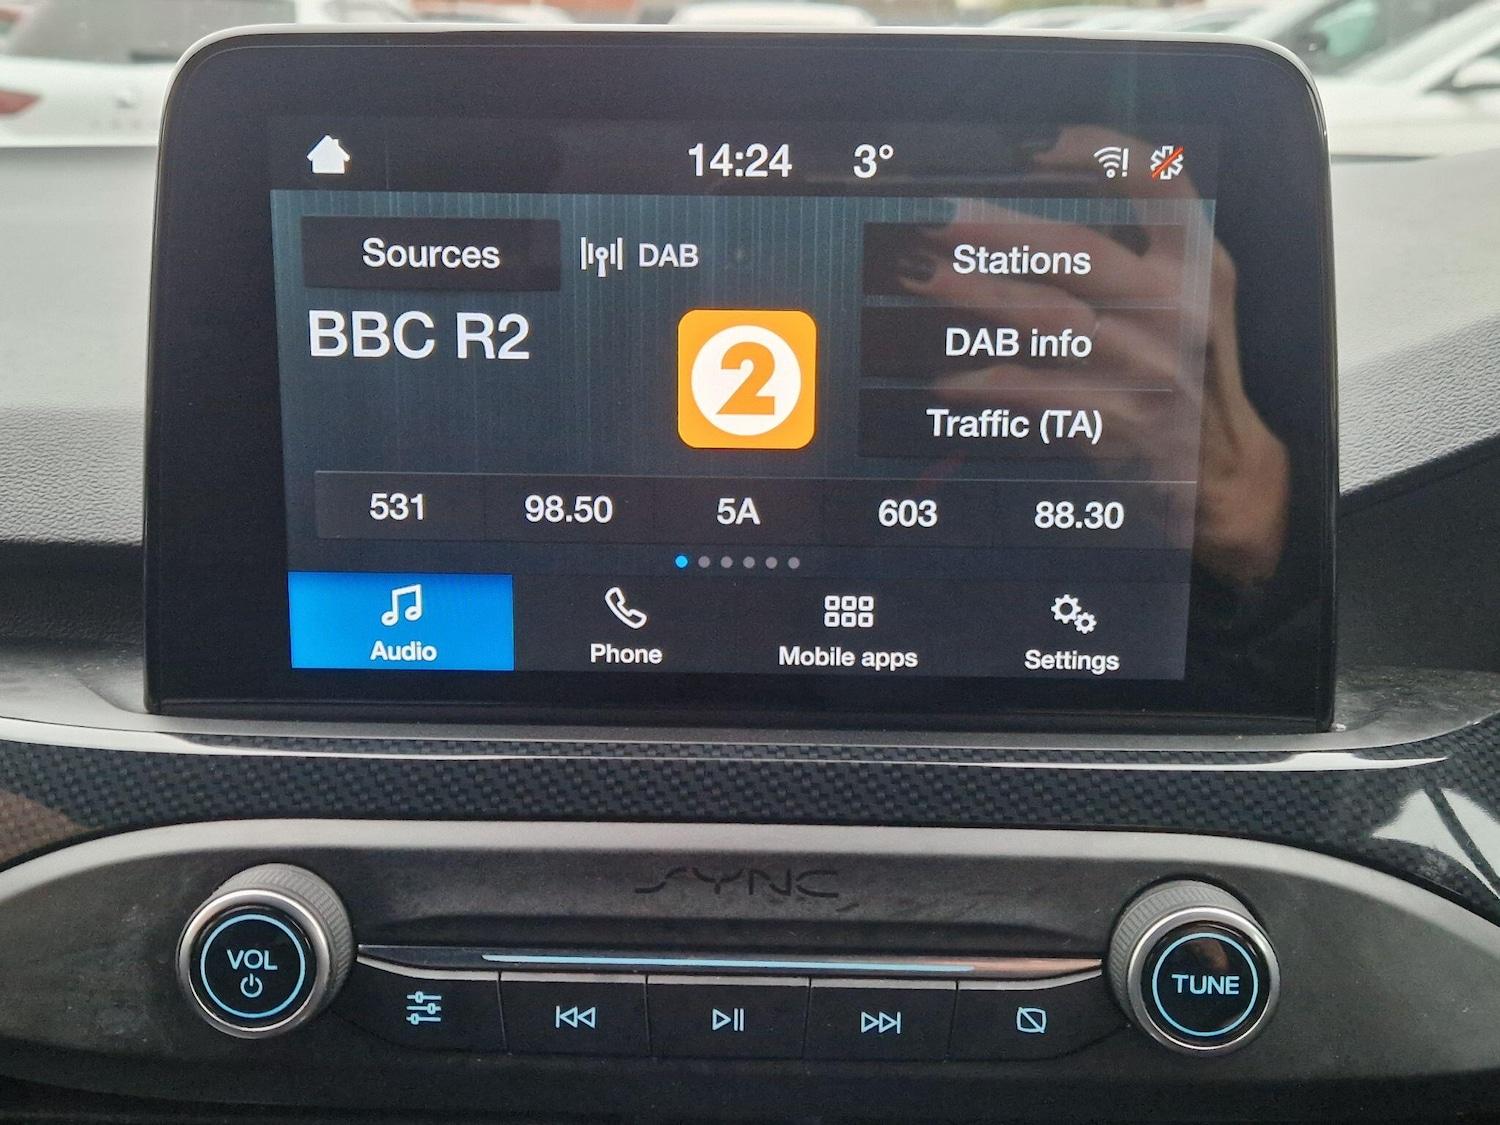 14:24 3°
Sources DAB Stations
BBC R2
2
DAB info
Traffic (TA)
531 98.50 5A 603 88.30
Audio Phone Mobile apps Settings
SYNC
VOL
TUNE